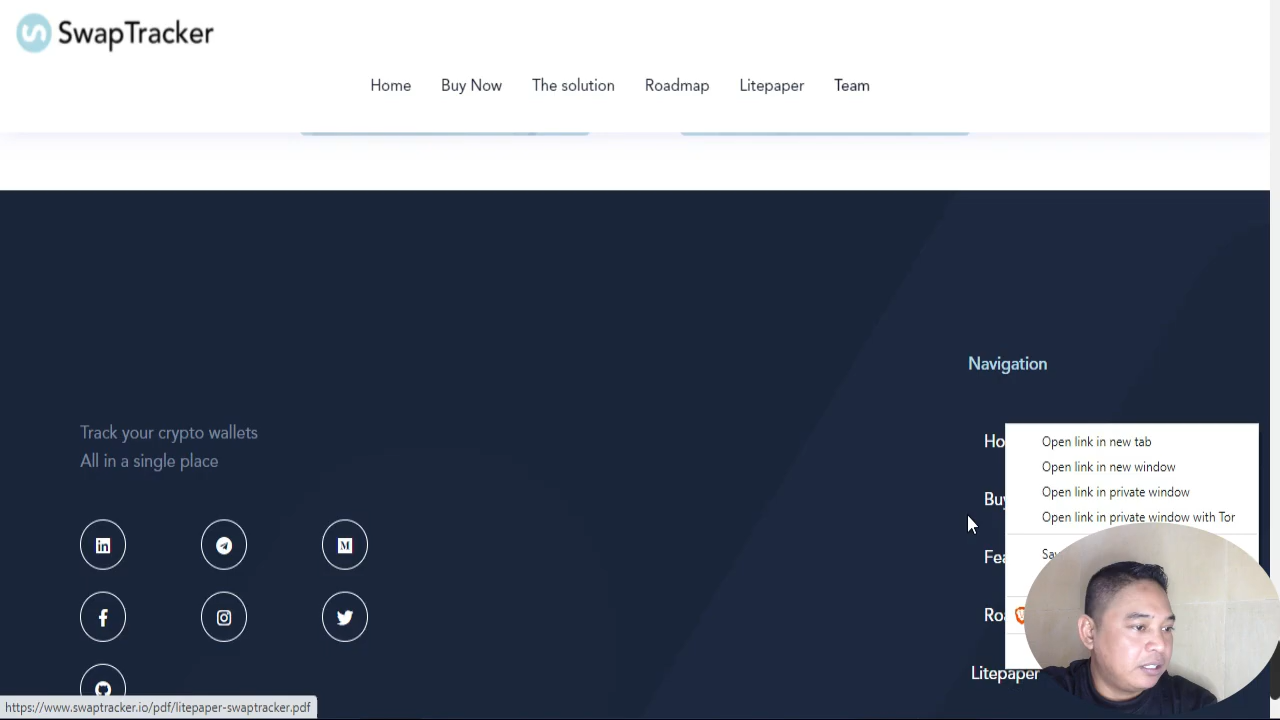 SwapTracker
Home Buy Now The solution Roadmap Litepaper Team
Navigation
Track your crypto wallets
All in a single place
Open link in new tab
Open link in new window
Open link in private window
Open link in private window with Tor
Litepaper
https://www.swaptracker.io/pdf/litepaper-swaptracker.pdf